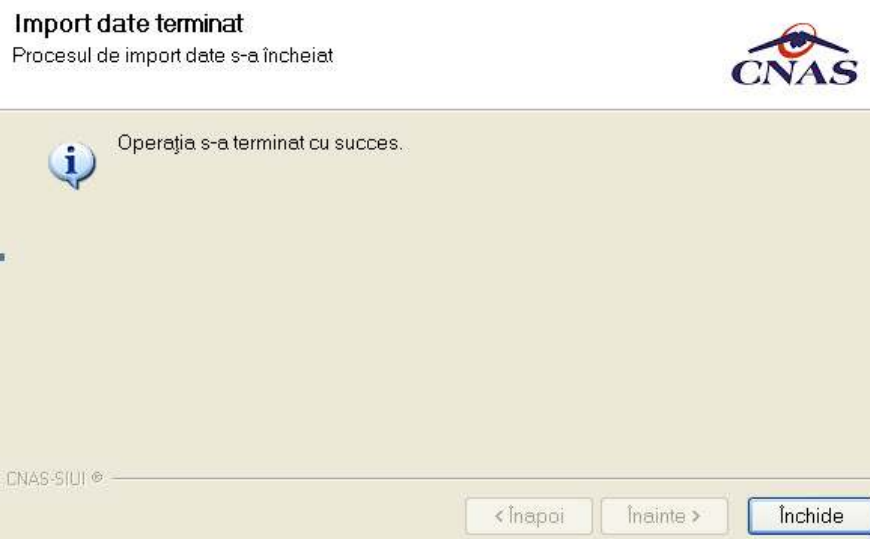 Import date terminat
Procesul de import date s-a încheiat
CNAS
Operaţia s-a terminat cu succes.
CNAS-SIUI ©
< Înapoi
Înainte >
Închide